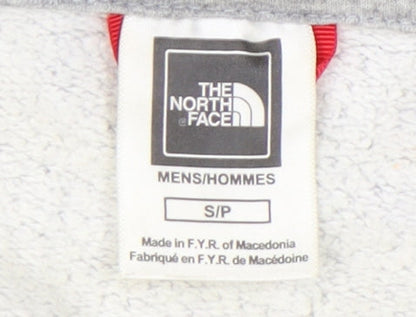 THE
NORTH
FACE
MENS/HOMMES
S/P
Made in F.Y.R. of Macedonia
Fabriqué en F.Y.R. de Macédoine